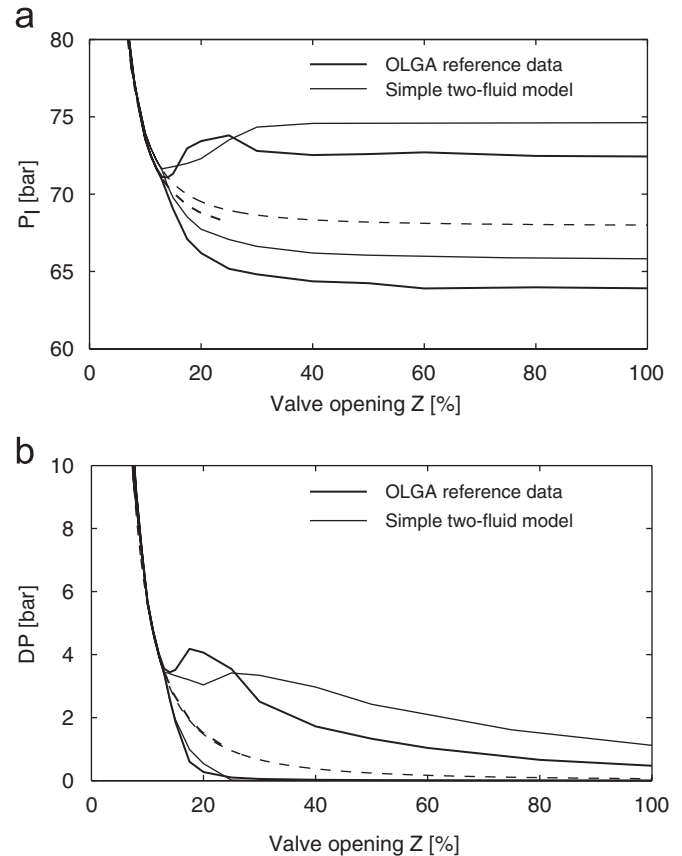 a
80
75
70
65
60
P_I [bar]
OLGA reference data
Simple two-fluid model
0 20 40 60 80 100
Valve opening Z [%]
b
10
8
6
4
2
0
DP [bar]
OLGA reference data
Simple two-fluid model
0 20 40 60 80 100
Valve opening Z [%]